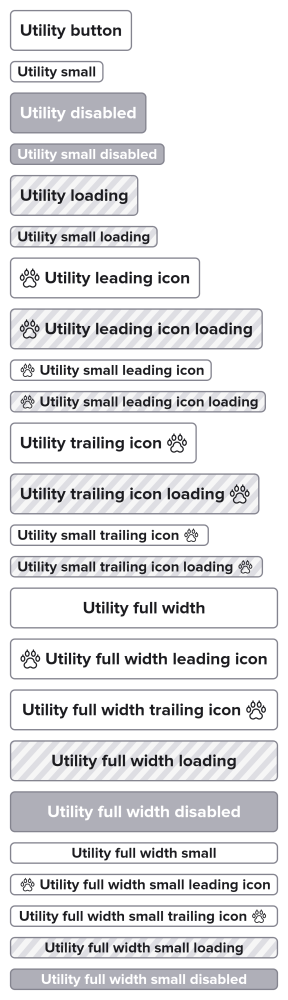 Utility button
Utility small
Utility disabled
Utility small disabled
Utility loading
Utility small loading
Utility leading icon
Utility leading icon loading
Utility small leading icon
Utility small leading icon loading
Utility trailing icon
Utility trailing icon loading
Utility small trailing icon
Utility small trailing icon loading
Utility full width
Utility full width leading icon
Utility full width trailing icon
Utility full width loading
Utility full width disabled
Utility full width small
Utility full width small leading icon
Utility full width small trailing icon
Utility full width small loading
Utility full width small disabled